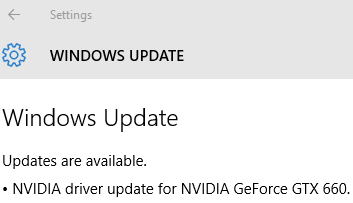 Settings
WINDOWS UPDATE
Windows Update
Updates are available.
• NVIDIA driver update for NVIDIA GeForce GTX 660.